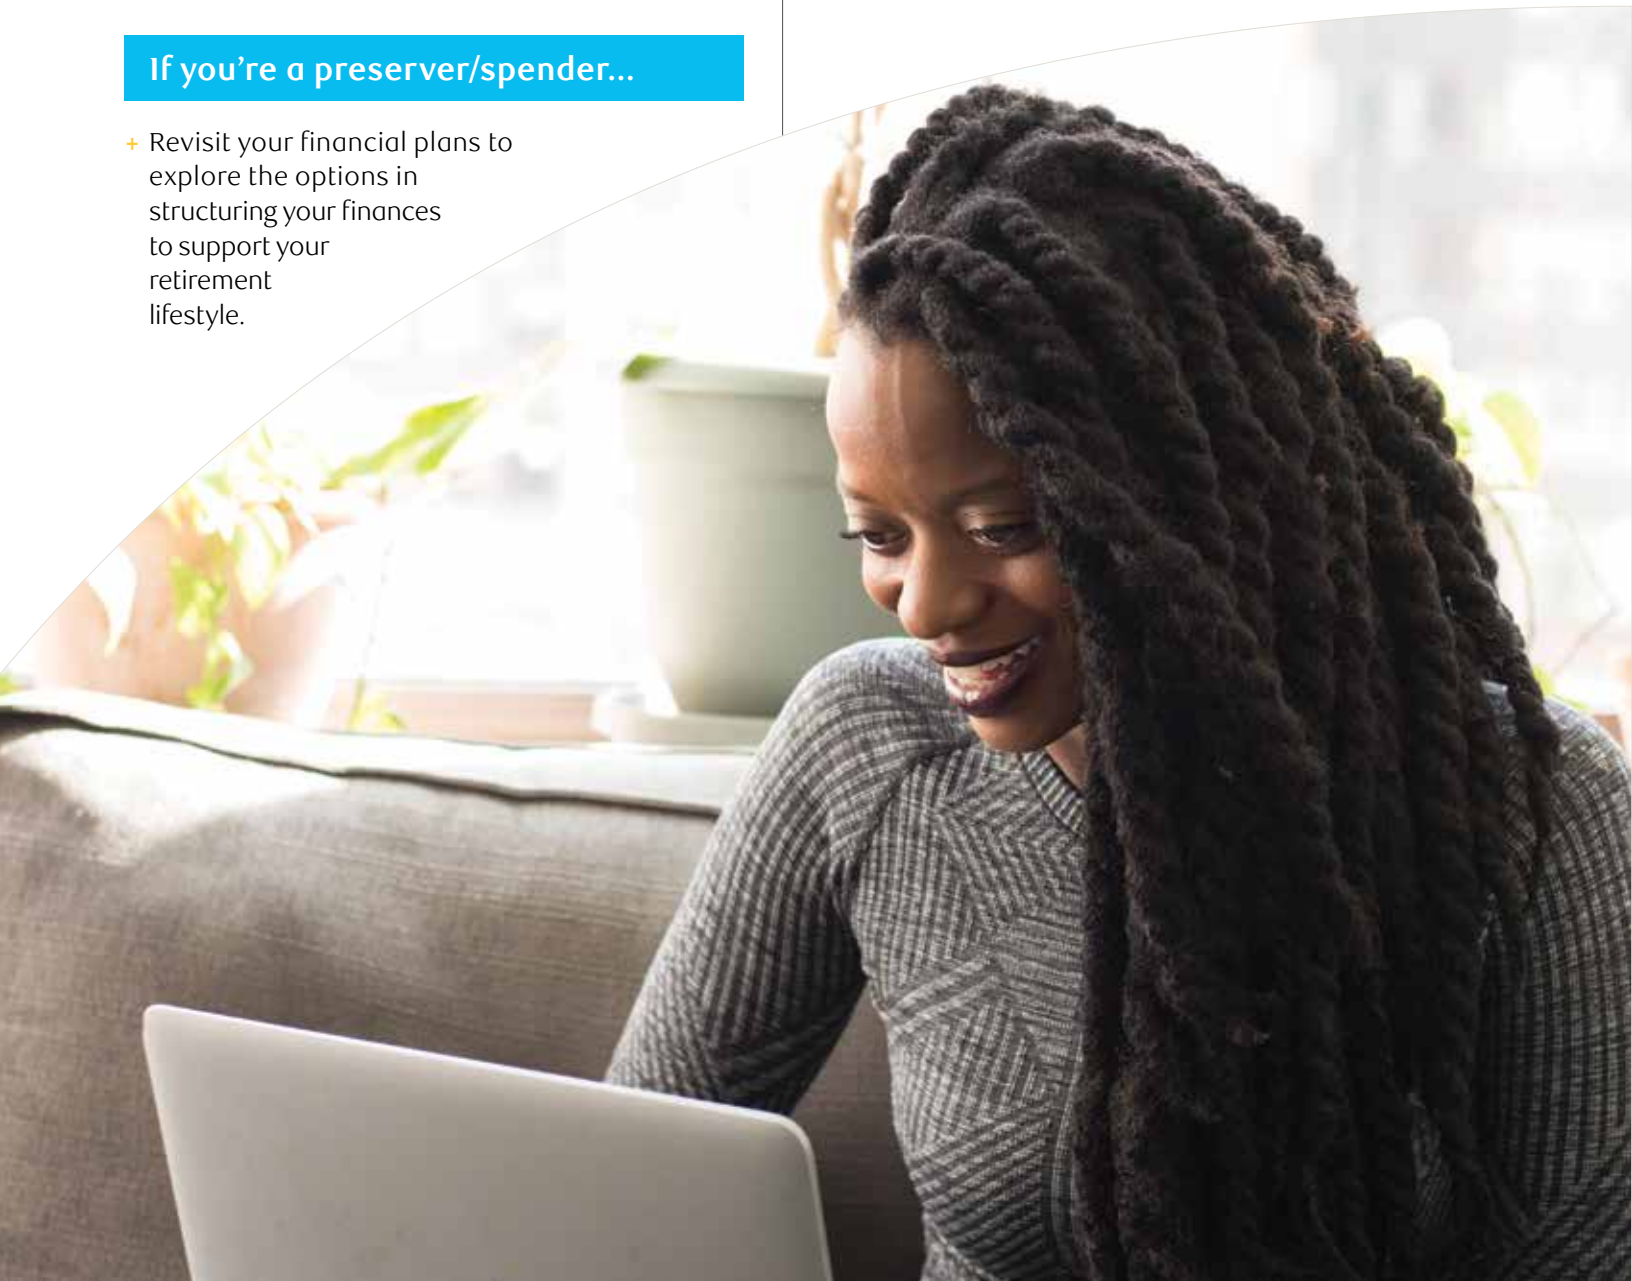 If you’re a preserver/spender...
+ Revisit your financial plans to
explore the options in
structuring your finances
to support your
retirement
lifestyle.